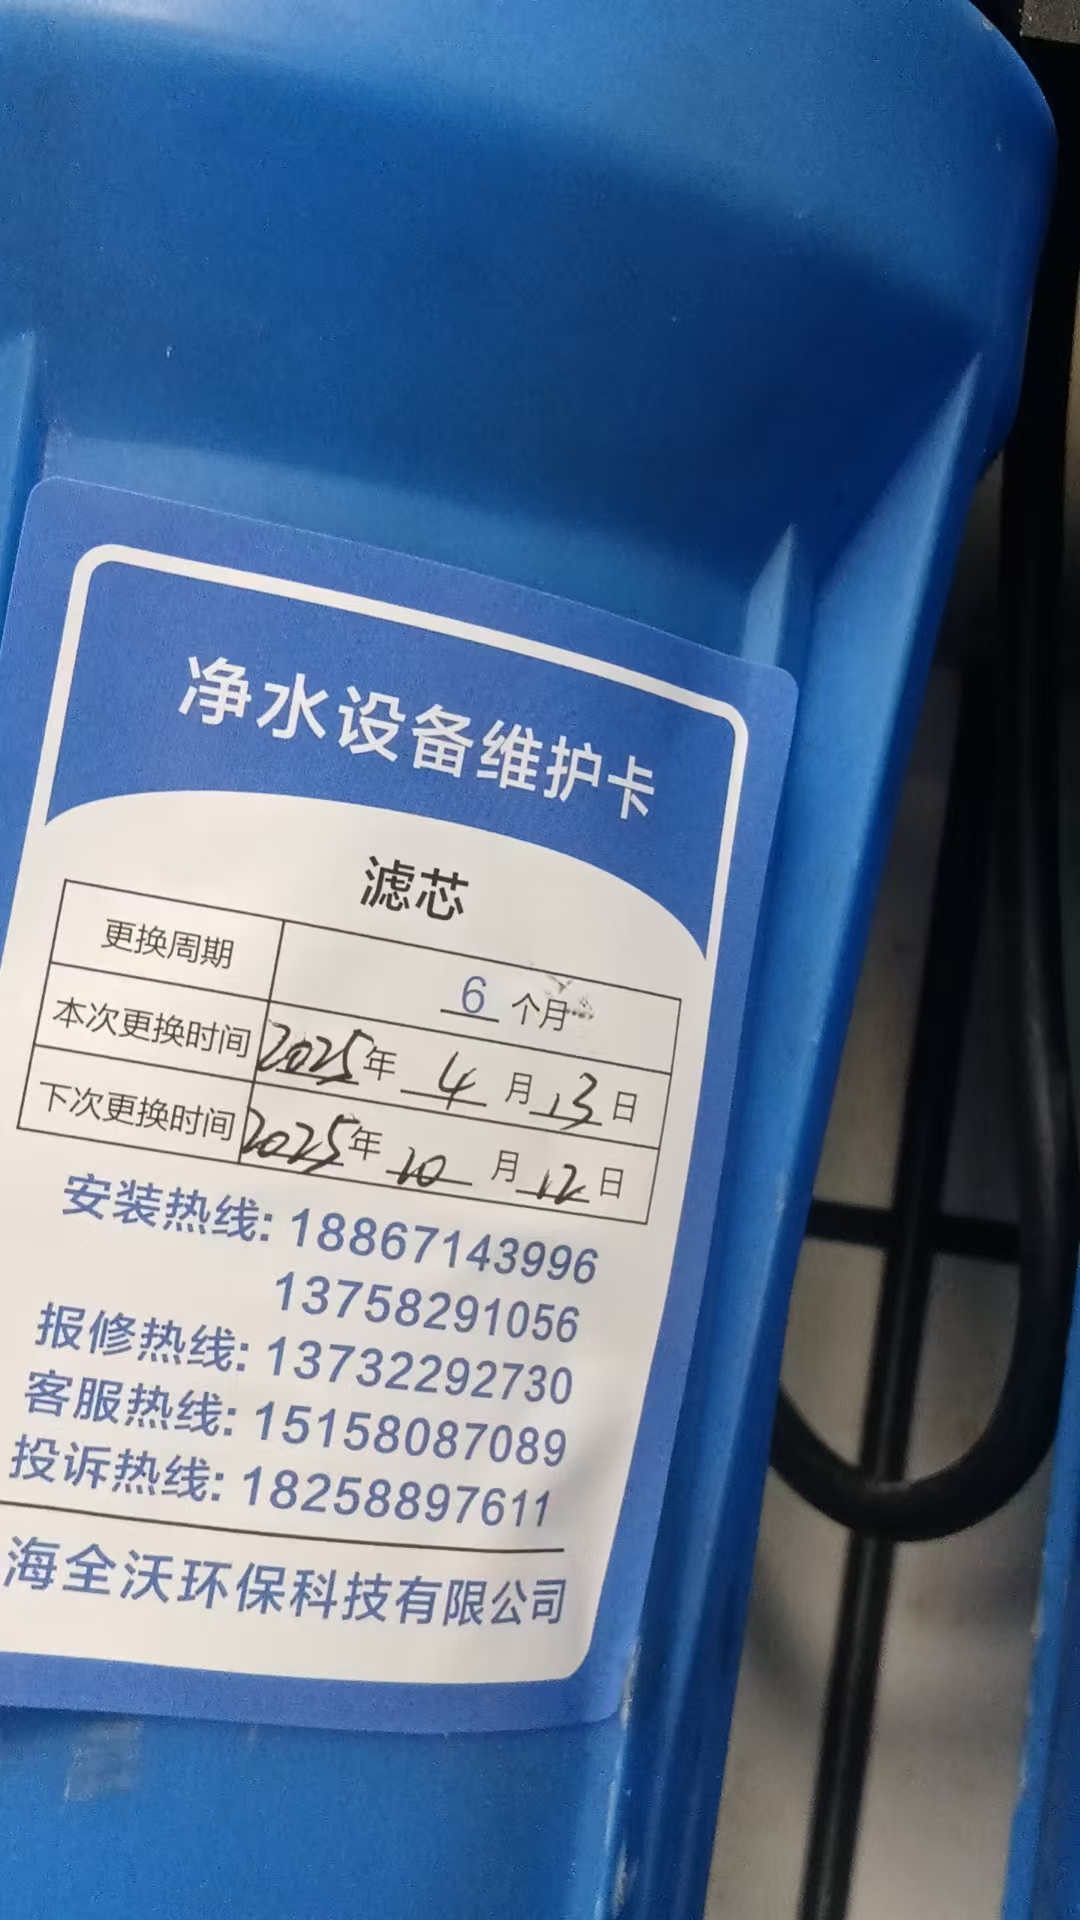 净水设备维护卡
滤芯
更换周期 6 个月
本次更换时间 2025年 4 月 13 日
下次更换时间 2025年 10 月 12 日
安装热线: 18867143996
13758291056
报修热线: 13732292730
客服热线: 15158087089
投诉热线: 18258897611
海全沃环保科技有限公司